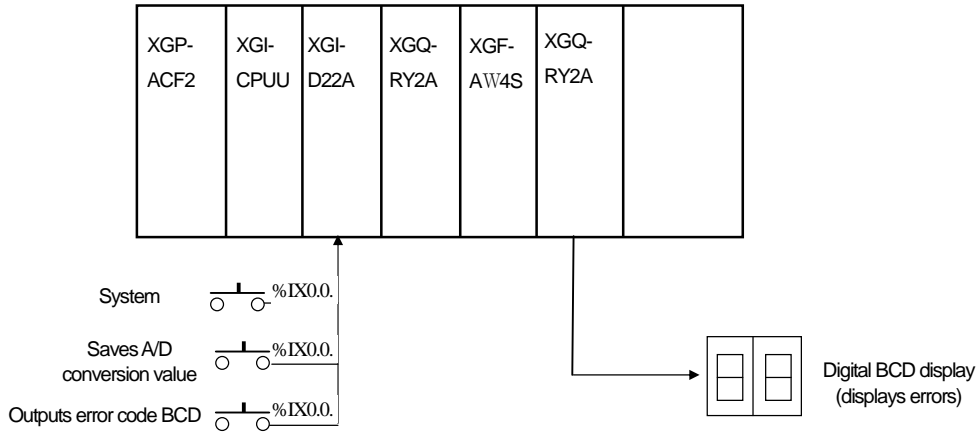 XGP-
ACF2
XGI-
CPUU
XGI-
D22A
XGQ-
RY2A
XGF-
AW4S
XGQ-
RY2A
System
%IX0.0.
Saves A/D
conversion value
%IX0.0.
Outputs error code BCD
%IX0.0.
Digital BCD display
(displays errors)